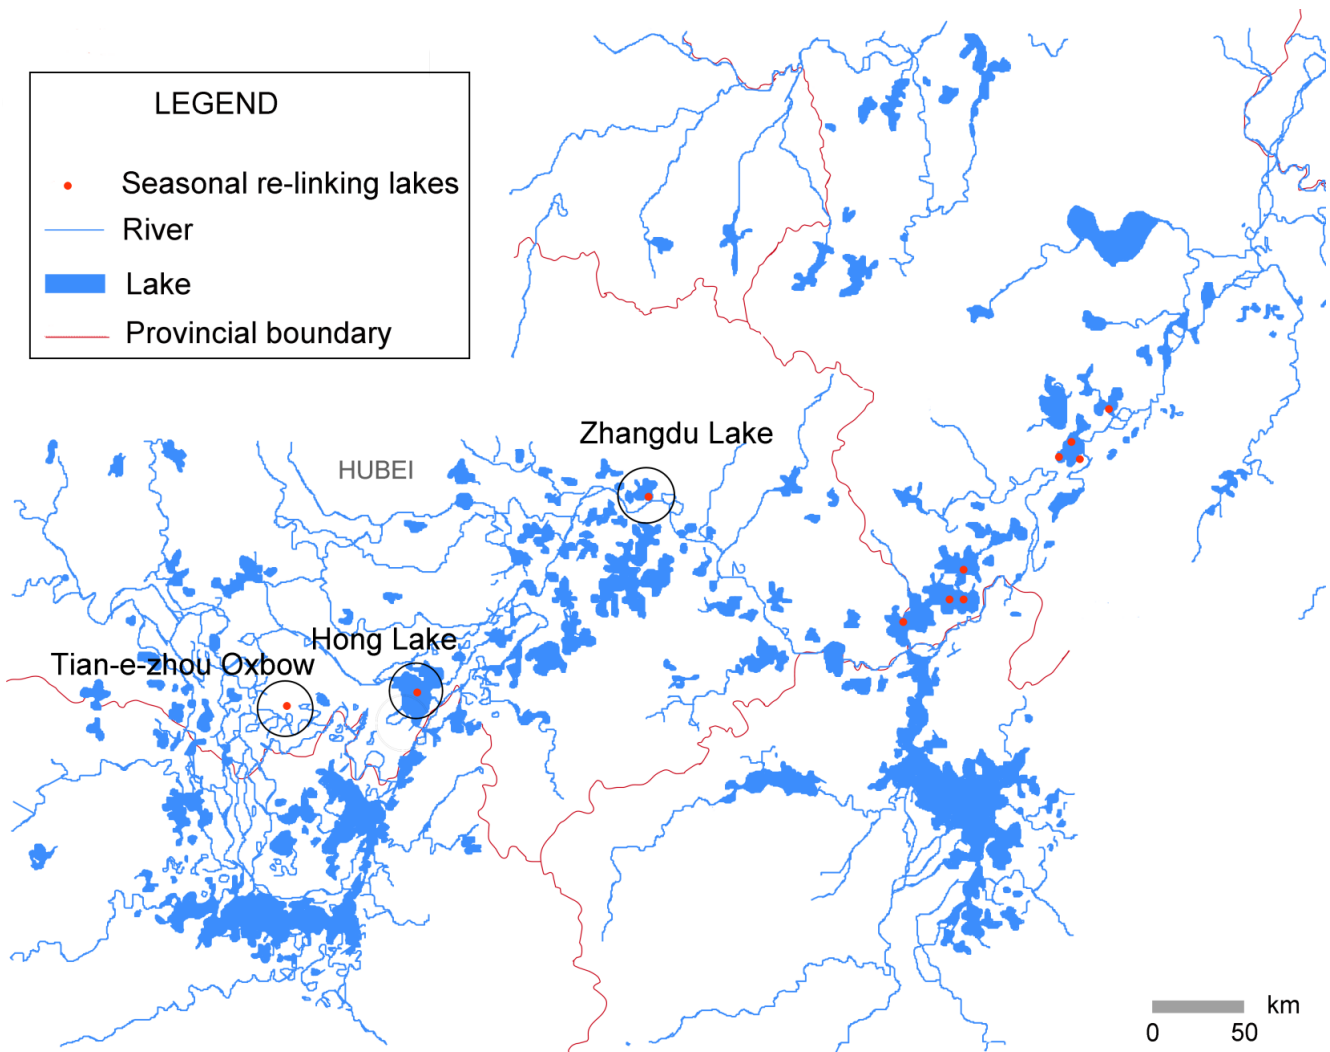 LEGEND
Seasonal re-linking lakes
River
Lake
Provincial boundary
Zhangdu Lake
HUBEI
Hong Lake
Tian-e-zhou Oxbow
km
0 50